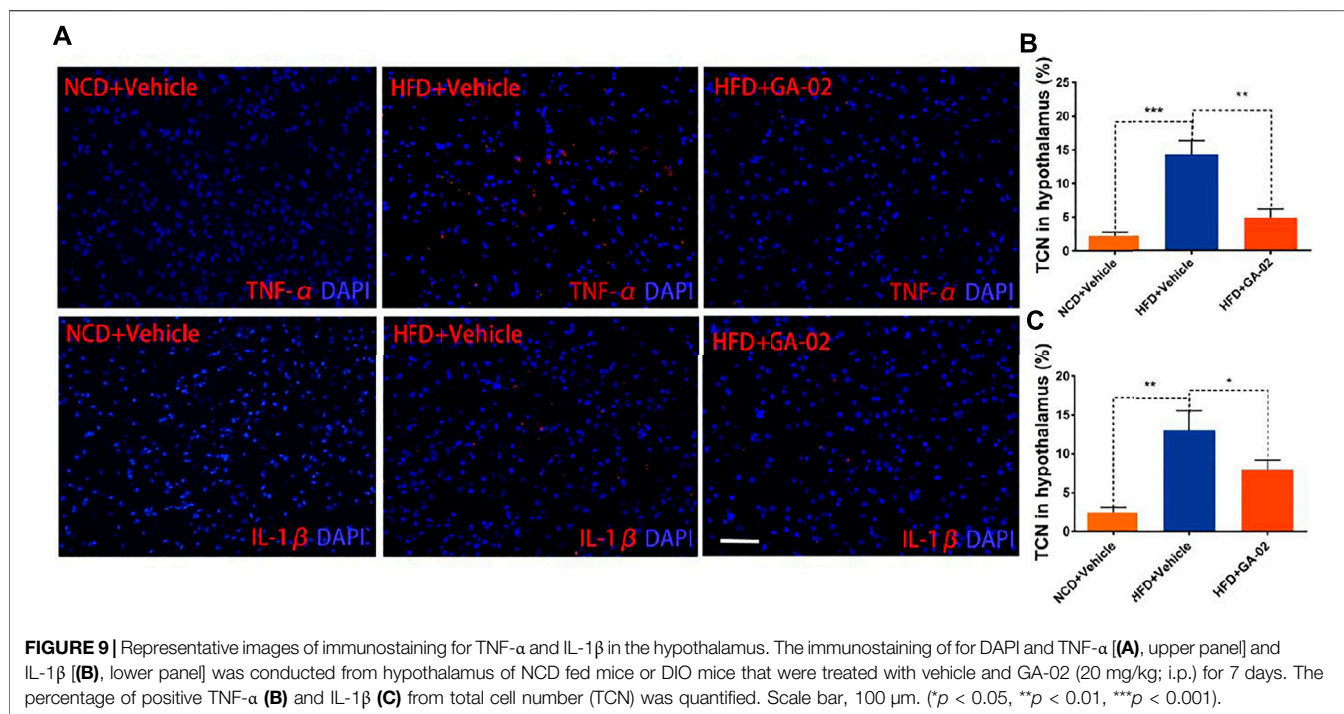 A
NCD+Vehicle
HFD+Vehicle
HFD+GA-02
TNF-α DAPI
TNF-α DAPI
TNF-α DAPI
NCD+Vehicle
HFD+Vehicle
HFD+GA-02
IL-1β DAPI
IL-1β DAPI
IL-1β DAPI
B
TCN in hypothalamus (%)
25
20
15
10
5
0
***
**
NCD+Vehicle
HFD+Vehicle
HFD+GA-02
C
TCN in hypothalamus (%)
20
15
10
5
0
**
*
NCD+Vehicle
HFD+Vehicle
HFD+GA-02
FIGURE 9 | Representative images of immunostaining for TNF-α and IL-1β in the hypothalamus. The immunostaining of for DAPI and TNF-α [(A), upper panel] and
IL-1β [(B), lower panel] was conducted from hypothalamus of NCD fed mice or DIO mice that were treated with vehicle and GA-02 (20 mg/kg; i.p.) for 7 days. The
percentage of positive TNF-α (B) and IL-1β (C) from total cell number (TCN) was quantified. Scale bar, 100 μm. (*p < 0.05, **p < 0.01, ***p < 0.001).